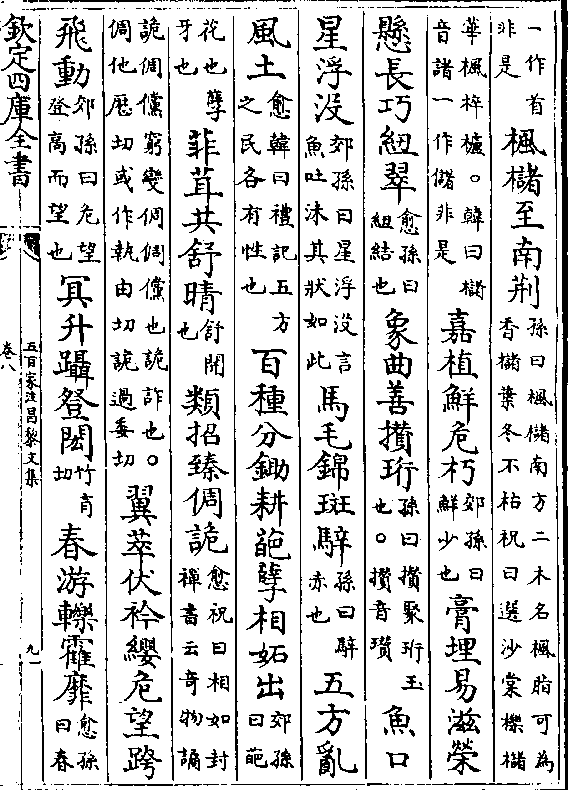 一作首非是楓櫧至南荆孫曰楓櫧南方二木名楓脂可為香櫧葉冬不枯祝曰選沙棠櫟櫧
華楓枰櫨。韓曰櫧音諸一作儲非是嘉植鮮危朽郊孫曰鮮少也膏埋易滋榮
懸長巧紐翠愈孫曰紐結也象曲善攢珩孫曰攢聚珩玉也。攢音瓚魚口
星浮没郊孫曰星浮没言魚吐沫其狀如此馬毛錦斑騂孫曰騂赤也五方亂
風土愈韓曰禮記五方之民各有性也百種分鋤耕葩孽相妬出郊孫曰葩
花也孽牙也菲茸共舒晴舒開也類招臻倜詭愈祝曰相如封禪書云奇物譎
詭倜儻窮變倜倜儻也詭詐也。倜他厯切或作執由切詭過委切翼萃伏衿纓危望跨
飛動郊孫曰危望登高而望也冥升躡登閎竹育切春游轢靃靡愈孫曰春
欽定四庫全書
五百家注昌黎文集
卷八
九